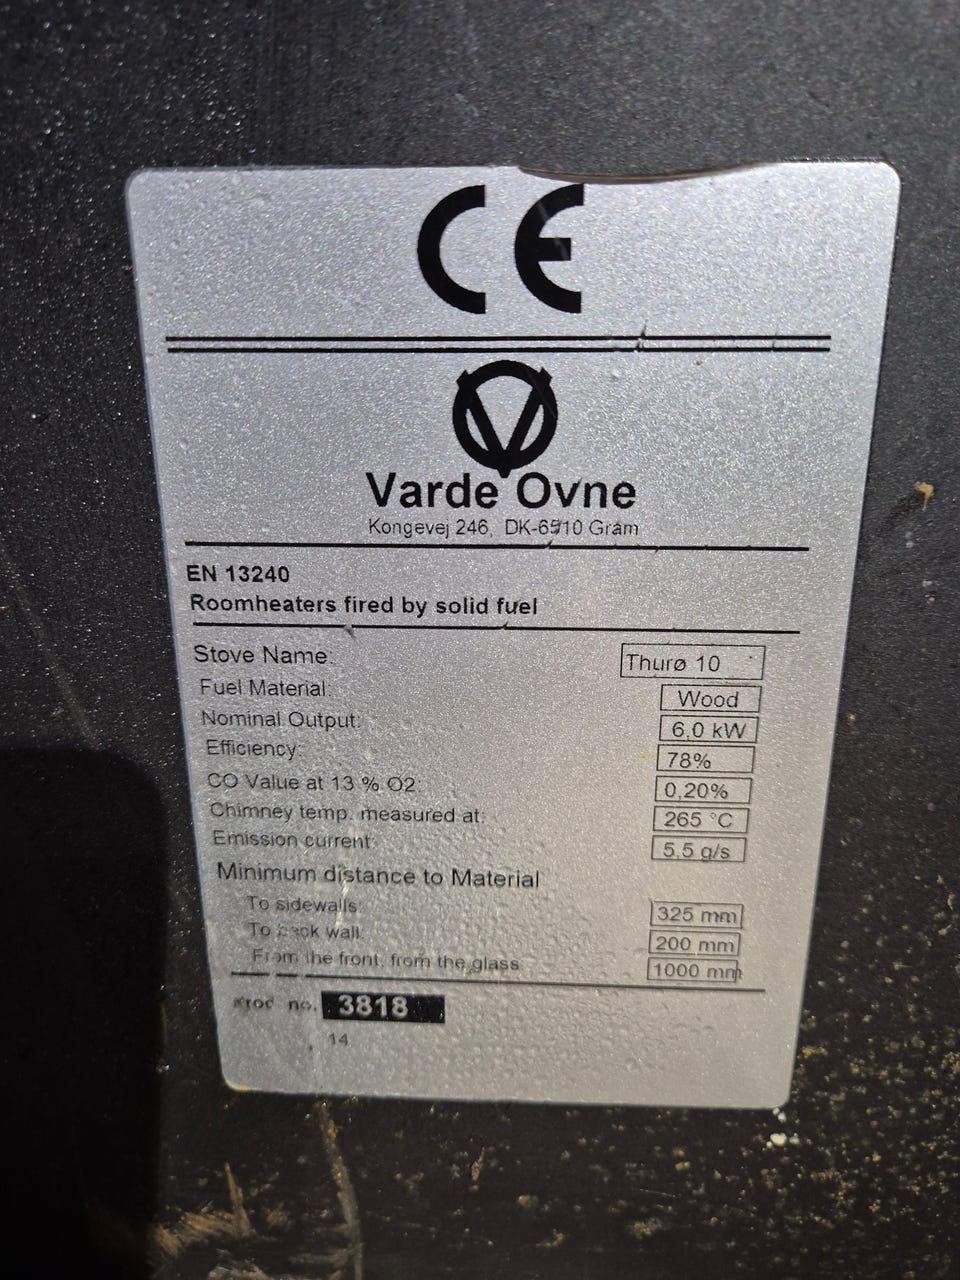 CE
Varde Ovne
Kongevej 246, DK-6510 Gram
EN 13240
Roomheaters fired by solid fuel
Stove Name: Thurø 10
Fuel Material: Wood
Nominal Output: 6,0 kW
Efficiency: 78%
CO Value at 13 % O2: 0,20%
Chimney temp. measured at: 265 °C
Emission current: 5.5 g/s
Minimum distance to Material
To sidewalls: 325 mm
To back wall: 200 mm
From the front, from the glass 1000 mm
Prod no. 3818
14